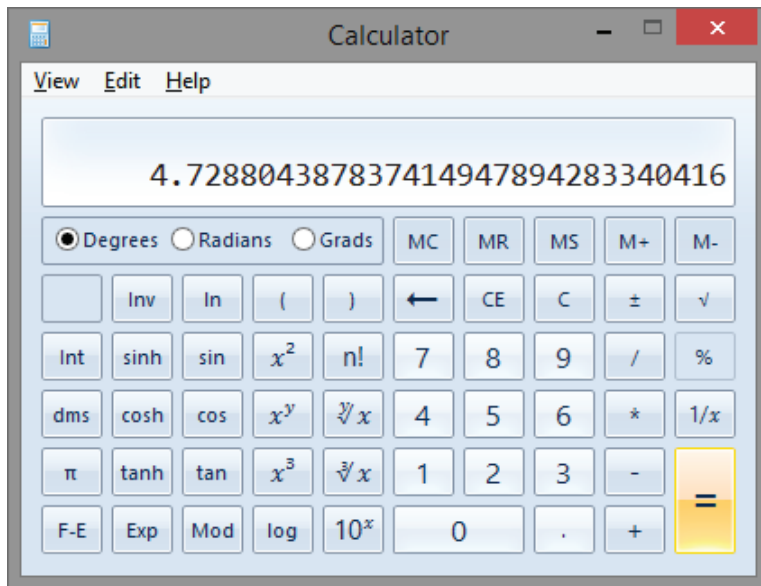 Calculator
View Edit Help
4.7288043878374149478942833404​16
Degrees Radians Grads MC MR MS M+ M-
Inv ln ( ) ← CE C ± √
Int sinh sin x² n! 7 8 9 / %
dms cosh cos xʸ ʸ√x 4 5 6 * 1/x
π tanh tan x³ ³√x 1 2 3 -
=
F-E Exp Mod log 10ˣ 0 . +